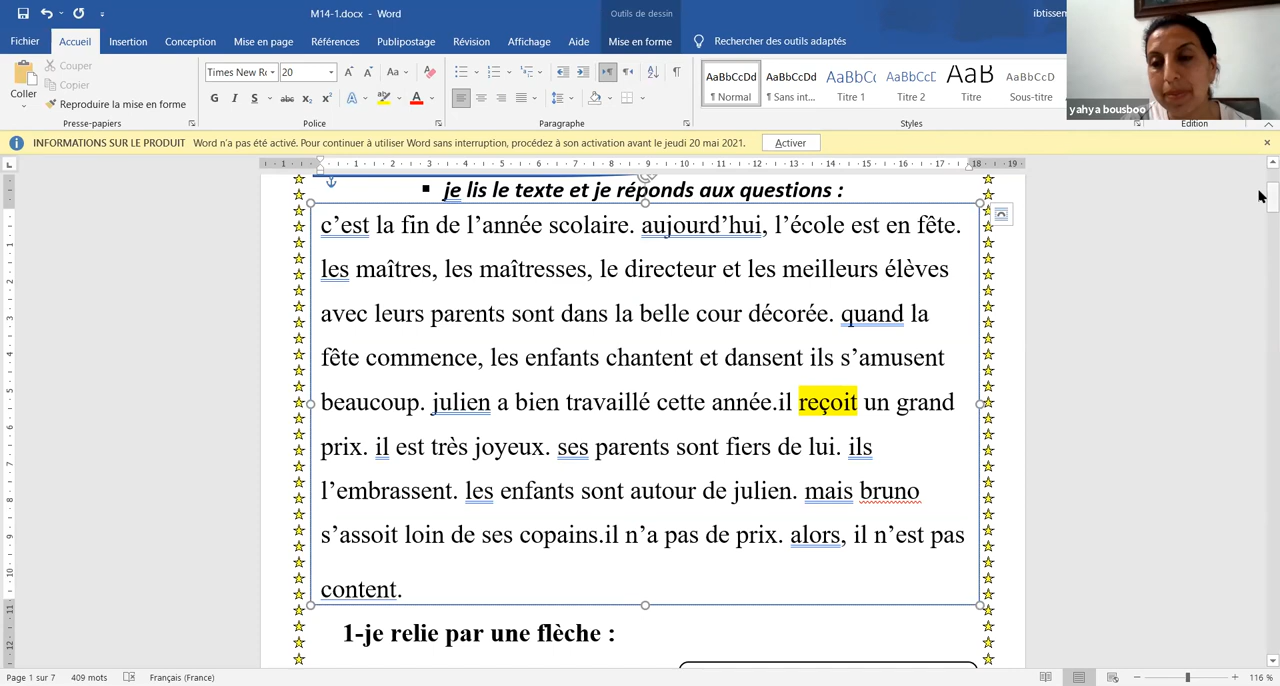 M14-1.docx - Word
Outils de dessin
ibtissem
Fichier Accueil Insertion Conception Mise en page Références Publipostage Révision Affichage Aide Mise en forme Rechercher des outils adaptés
Coller
Couper
Copier
Reproduire la mise en forme
Presse-papiers
Times New Ro 20
Aa
G I S abc x₂ x² A A
Police
Paragraphe
AaBbCcDd AaBbCcDd AaBbCc AaBbCcD AaB AaBbCcD
¶ Normal ¶ Sans int... Titre 1 Titre 2 Titre Sous-titre
Styles
Édition
yahya bousboo
INFORMATIONS SUR LE PRODUIT Word n'a pas été activé. Pour continuer à utiliser Word sans interruption, procédez à son activation avant le jeudi 20 mai 2021. Activer
je lis le texte et je réponds aux questions :
c’est la fin de l’année scolaire. aujourd’hui, l’école est en fête.
les maîtres, les maîtresses, le directeur et les meilleurs élèves
avec leurs parents sont dans la belle cour décorée. quand la
fête commence, les enfants chantent et dansent ils s’amusent
beaucoup. julien a bien travaillé cette année.il reçoit un grand
prix. il est très joyeux. ses parents sont fiers de lui. ils
l’embrassent. les enfants sont autour de julien. mais bruno
s’assoit loin de ses copains.il n’a pas de prix. alors, il n’est pas
content.
1-je relie par une flèche :
Page 1 sur 7 409 mots Français (France) 116 %